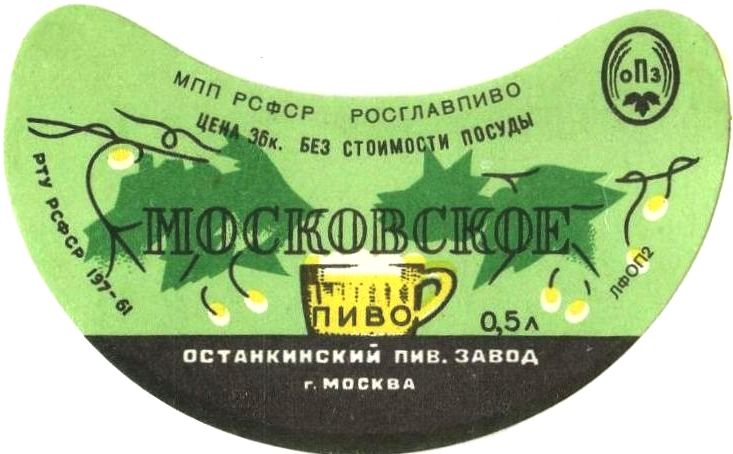 оПз
МПП РСФСР РОСГЛАВПИВО
ЦЕНА 36к. БЕЗ СТОИМОСТИ ПОСУДЫ
РТУ РСФСР 197-61
МОСКОВСКОЕ
ЛФОП2
ПИВО
0,5л
ОСТАНКИНСКИЙ ПИВ. ЗАВОД
г. МОСКВА